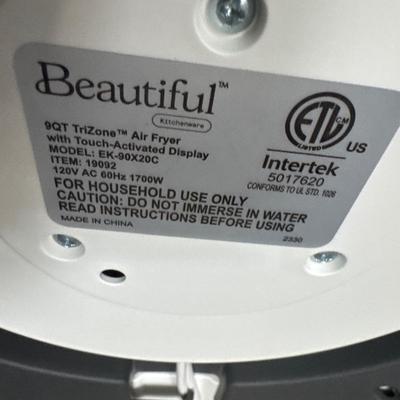 Beautiful™
Kitchenware
9QT TriZone™ Air Fryer
with Touch-Activated Display
MODEL: EK-90X20C
ITEM: 19092
120V AC 60Hz 1700W
FOR HOUSEHOLD USE ONLY
CAUTION: DO NOT IMMERSE IN WATER
READ INSTRUCTIONS BEFORE USING
MADE IN CHINA
ETL CM
US
Intertek
5017620
CONFORMS TO UL STD. 1026
2330